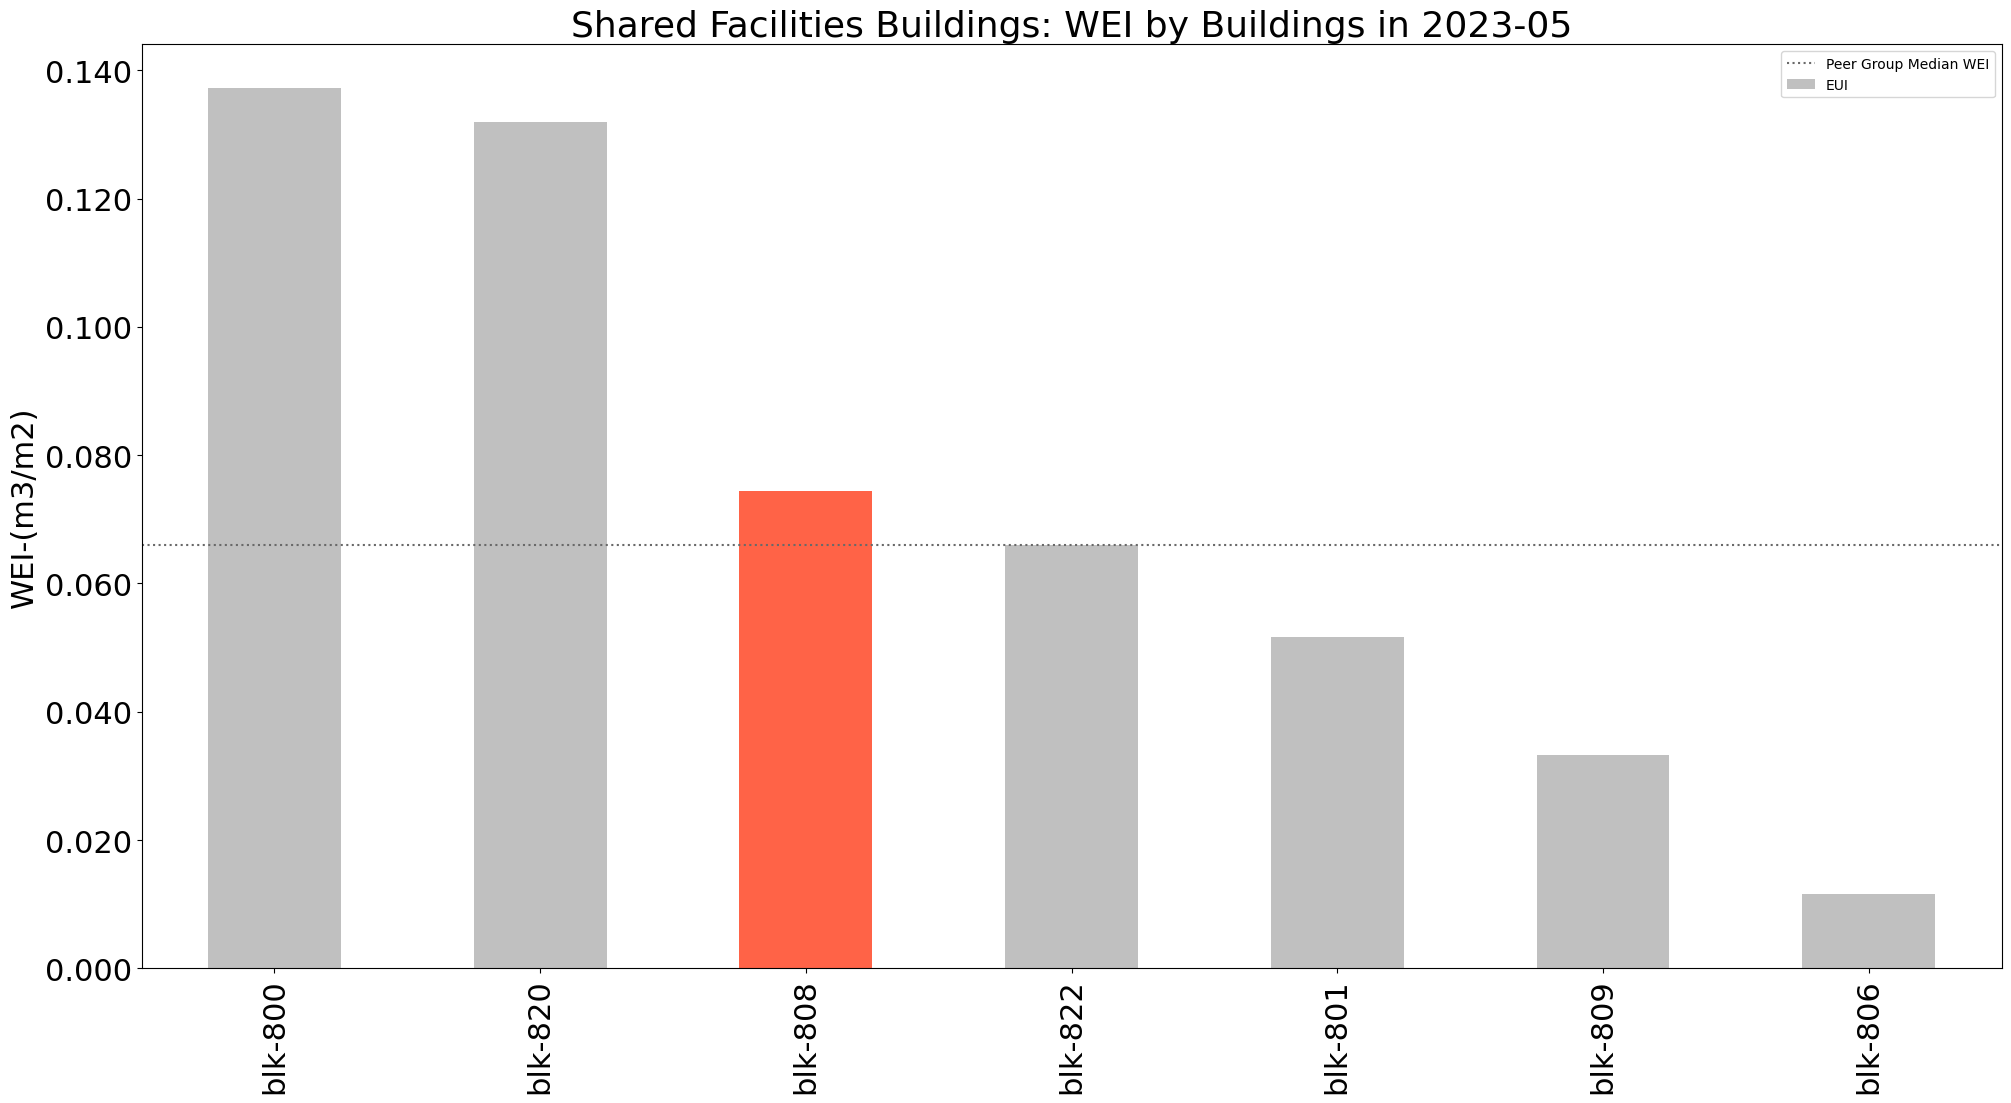 Shared Facilities Buildings: WEI by Buildings in 2023-05
Peer Group Median WEI
EUI
WEI-(m3/m2)
0.140
0.120
0.100
0.080
0.060
0.040
0.020
0.000
blk-800
blk-820
blk-808
blk-822
blk-801
blk-809
blk-806